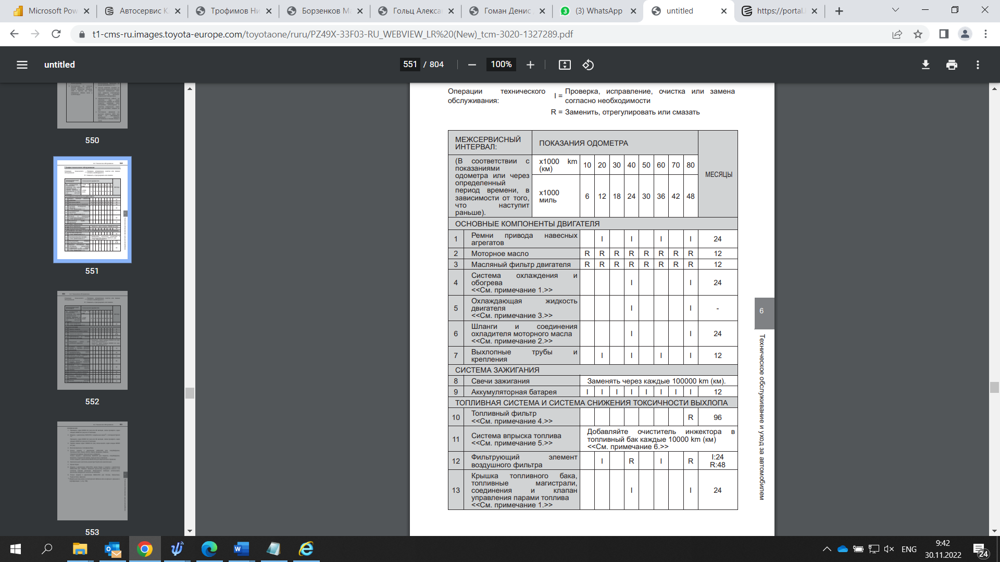 Microsoft Pow
Автосервис К
Трофимов Ни
Борзенков Ма
Гольц Алекса
Гоман Денис
(3) WhatsApp
untitled
https://portal.
t1-cms-ru.images.toyota-europe.com/toyotaone/ruru/PZ49X-33F03-RU_WEBVIEW_LR%20(New)_tcm-3020-1327289.pdf
untitled
551 / 804
100%
550
551
552
553
Операции технического обслуживания:
I = Проверка, исправление, очистка или замена
согласно необходимости
R = Заменить, отрегулировать или смазать
МЕЖСЕРВИСНЫЙ ИНТЕРВАЛ:
ПОКАЗАНИЯ ОДОМЕТРА
МЕСЯЦЫ
(В соответствии с
показаниями
одометра или через
определенный
период времени, в
зависимости от того,
что наступит
раньше).
x1000 km (км) 10 20 30 40 50 60 70 80
x1000 миль 6 12 18 24 30 36 42 48
ОСНОВНЫЕ КОМПОНЕНТЫ ДВИГАТЕЛЯ
1 Ремни привода навесных агрегатов I I I I 24
2 Моторное масло R R R R R R R R 12
3 Масляный фильтр двигателя R R R R R R R R 12
4 Система охлаждения и обогрева <<См. примечание 1.>> I I 24
5 Охлаждающая жидкость двигателя <<См. примечание 3.>> I I -
6 Шланги и соединения охладителя моторного масла <<См. примечание 2.>> I I 24
7 Выхлопные трубы и крепления I I I I 12
СИСТЕМА ЗАЖИГАНИЯ
8 Свечи зажигания Заменять через каждые 100000 km (км).
9 Аккумуляторная батарея I I I I I I I I 12
ТОПЛИВНАЯ СИСТЕМА И СИСТЕМА СНИЖЕНИЯ ТОКСИЧНОСТИ ВЫХЛОПА
10 Топливный фильтр <<См. примечание 4.>> R 96
11 Система впрыска топлива <<См. примечание 5.>> Добавляйте очиститель инжектора в топливный бак каждые 10000 km (км) <<См. примечание 6.>>
12 Фильтрующий элемент воздушного фильтра I R I R I:24 R:48
13 Крышка топливного бака, топливные магистрали, соединения и клапан управления парами топлива <<См. примечание 1.>> I I 24
6
Техническое обслуживание и уход за автомобилем
ENG
9:42
30.11.2022
24